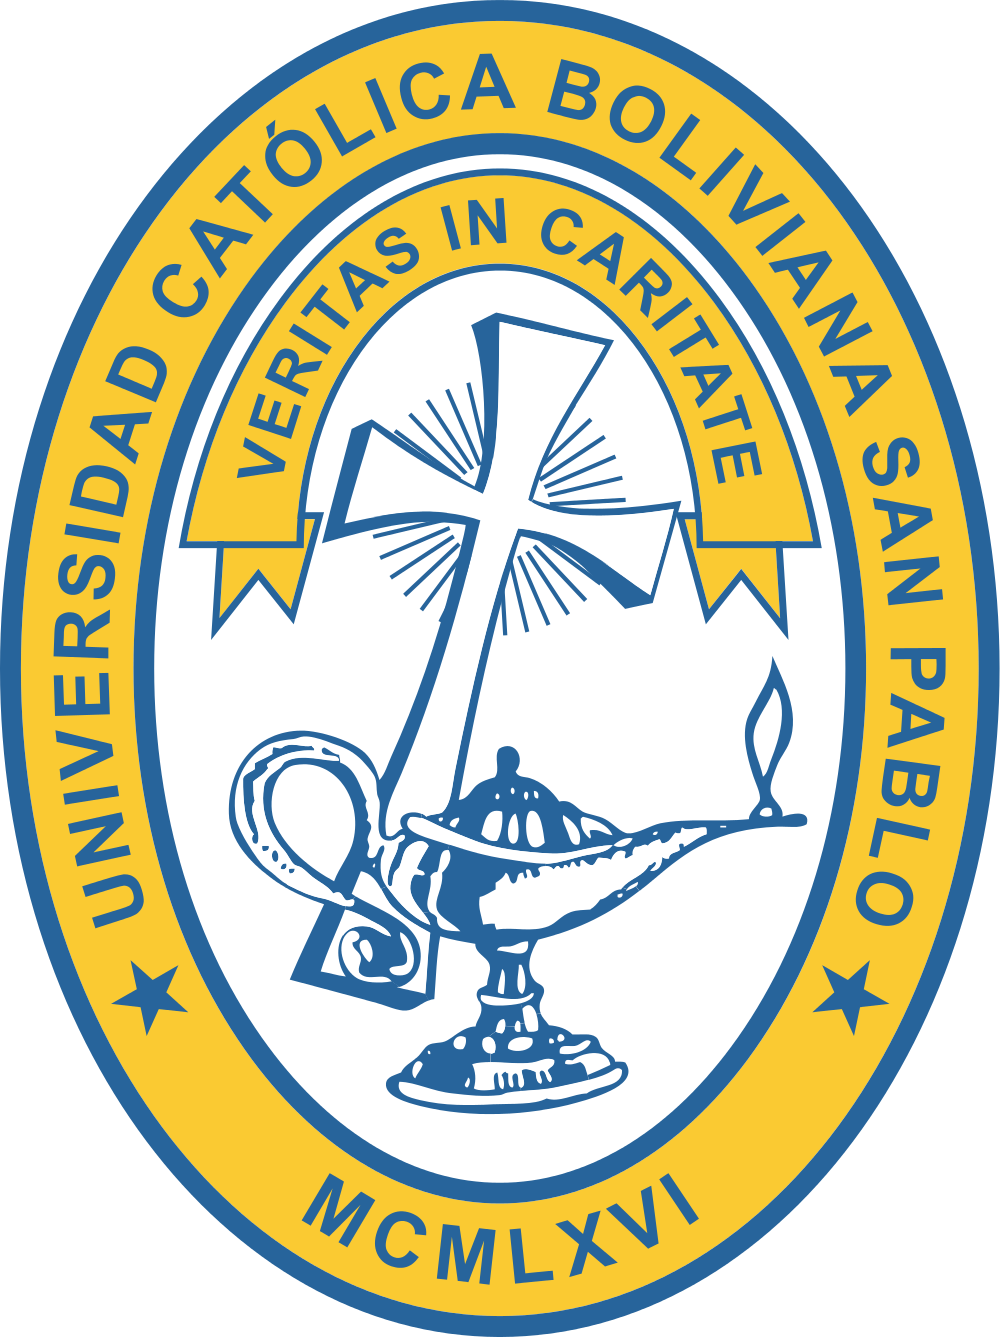 UNIVERSIDAD CATÓLICA BOLIVIANA SAN PABLO
VERITAS IN CARITATE
MCMLXVI